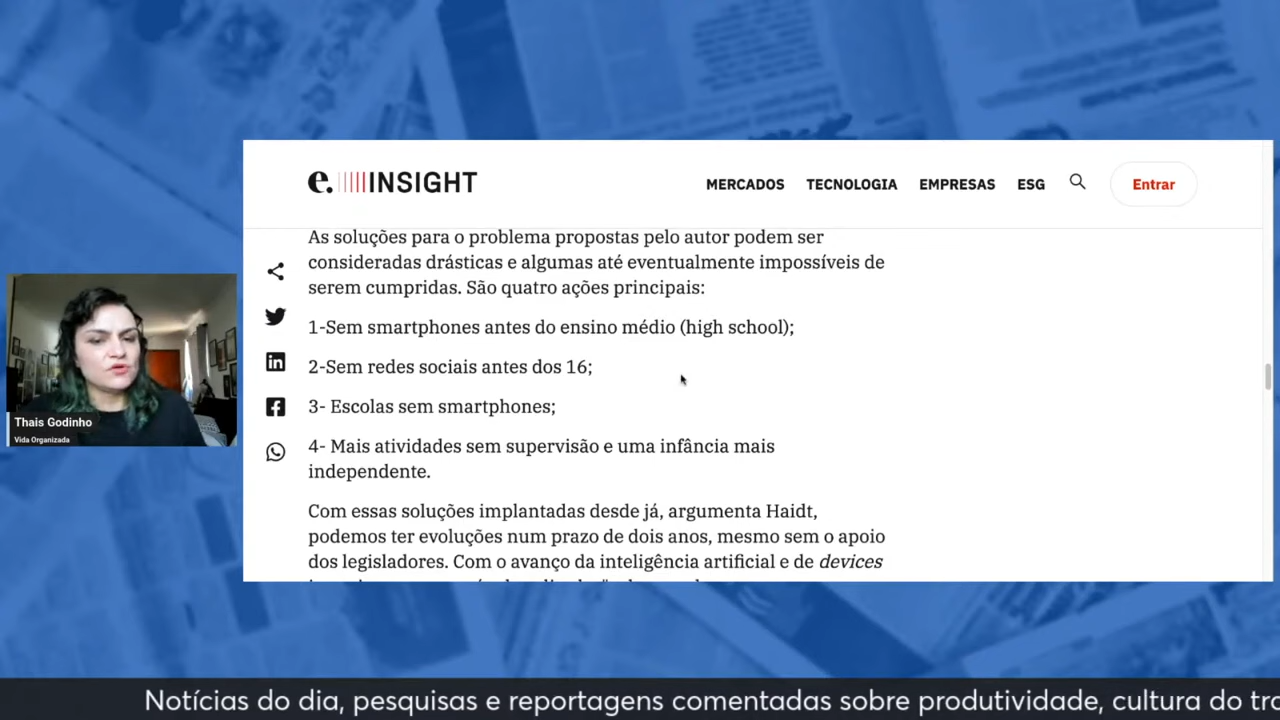 e. INSIGHT
MERCADOS TECNOLOGIA EMPRESAS ESG Entrar
As soluções para o problema propostas pelo autor podem ser
consideradas drásticas e algumas até eventualmente impossíveis de
serem cumpridas. São quatro ações principais:
1-Sem smartphones antes do ensino médio (high school);
2-Sem redes sociais antes dos 16;
3- Escolas sem smartphones;
4- Mais atividades sem supervisão e uma infância mais
independente.
Com essas soluções implantadas desde já, argumenta Haidt,
podemos ter evoluções num prazo de dois anos, mesmo sem o apoio
dos legisladores. Com o avanço da inteligência artificial e de devices
Thais Godinho
Vida Organizada
Notícias do dia, pesquisas e reportagens comentadas sobre produtividade, cultura do